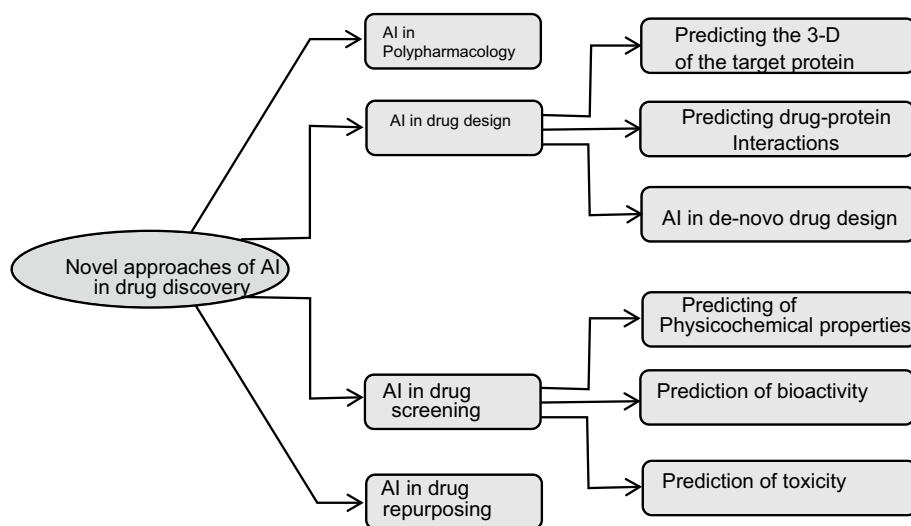 Novel approaches of AI
in drug discovery
AI in
Polypharmacology
AI in drug design
Predicting the 3-D
of the target protein
Predicting drug-protein
Interactions
AI in de-novo drug design
AI in drug
screening
Predicting of
Physicochemical properties
Prediction of bioactivity
Prediction of toxicity
AI in drug
repurposing